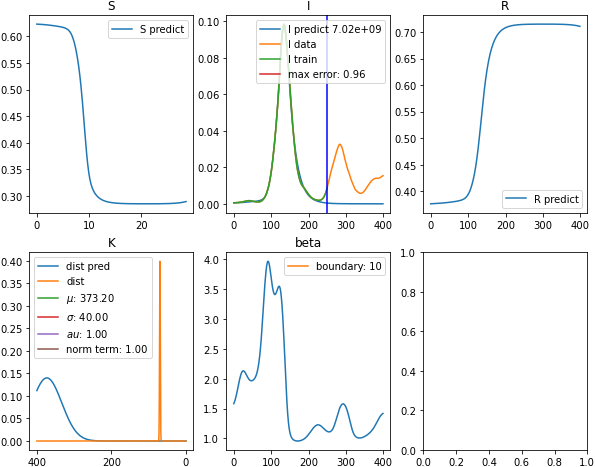 S
S predict
0.60
0.55
0.50
0.45
0.40
0.35
0.30
0 10 20
I
I predict 7.02e+09
I data
I train
max error: 0.96
0.10
0.08
0.06
0.04
0.02
0.00
0 100 200 300 400
R
R predict
0.70
0.65
0.60
0.55
0.50
0.45
0.40
0 100 200 300 400
K
dist pred
dist
μ: 373.20
σ: 40.00
au: 1.00
norm term: 1.00
0.40
0.35
0.30
0.25
0.20
0.15
0.10
0.05
0.00
400 200 0
beta
boundary: 10
4.0
3.5
3.0
2.5
2.0
1.5
1.0
0 100 200 300 400
1.0
0.8
0.6
0.4
0.2
0.0
0.0 0.2 0.4 0.6 0.8 1.0